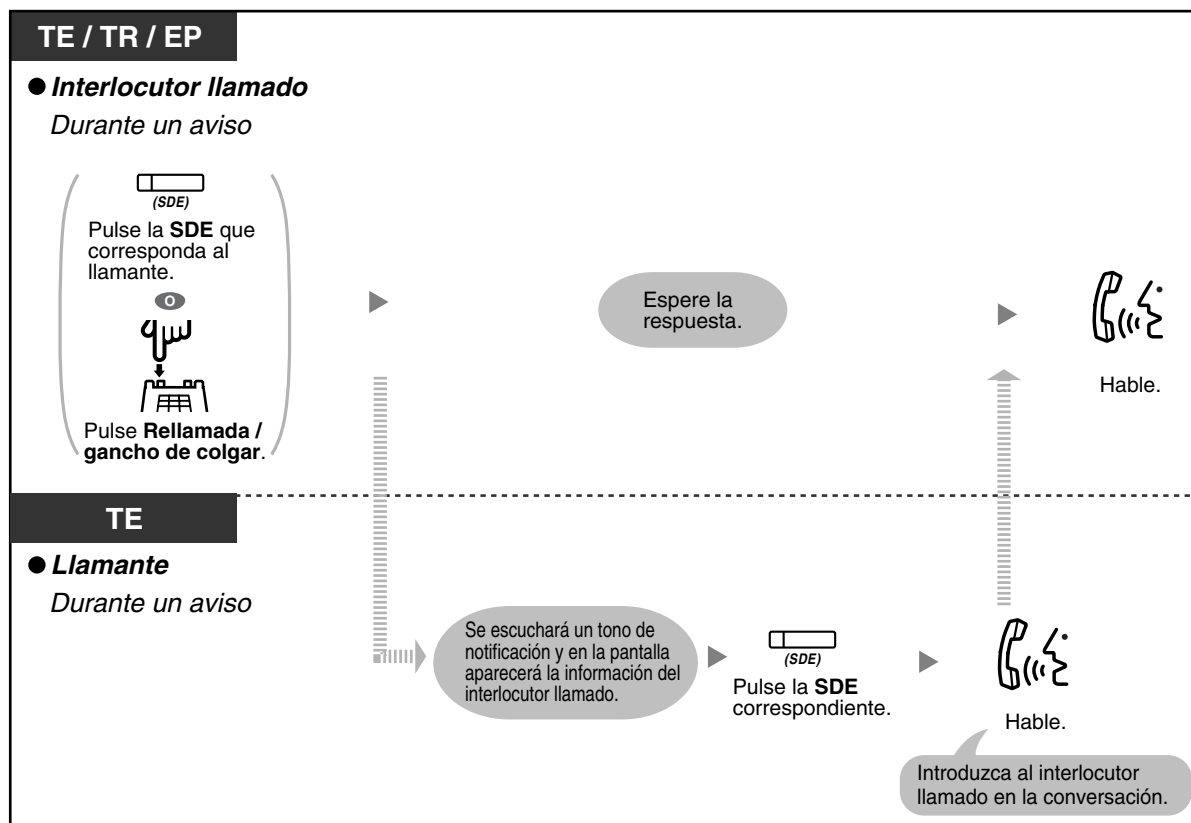 TE / TR / EP
● Interlocutor llamado
Durante un aviso
(SDE)
Pulse la SDE que
corresponda al
llamante.
O
Pulse Rellamada /
gancho de colgar.
Espere la
respuesta.
Hable.
TE
● Llamante
Durante un aviso
Se escuchará un tono de
notificación y en la pantalla
aparecerá la información del
interlocutor llamado.
(SDE)
Pulse la SDE
correspondiente.
Hable.
Introduzca al interlocutor
llamado en la conversación.